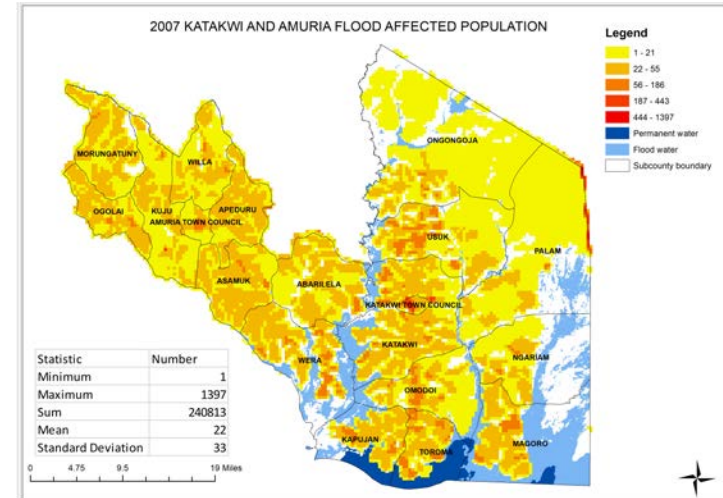 2007 KATAKWI AND AMURIA FLOOD AFFECTED POPULATION
Legend
1 - 21
22 - 55
56 - 186
187 - 443
444 - 1397
Permanent water
Flood water
Subcounty boundary
ONGONGOJA
MORUNGATUNY
WILLA
OGOLAI
KUJU
APEDURU
AMURIA TOWN COUNCIL
USUK
PALAM
ASAMUK
ABARILELA
KATAKWI TOWN COUNCIL
KATAKWI
WERA
NGARIAM
OMODOI
KAPUJAN
TOROMA
MAGORO
Statistic Number
Minimum 1
Maximum 1397
Sum 240813
Mean 22
Standard Deviation 33
0 4.75 9.5 19 Miles